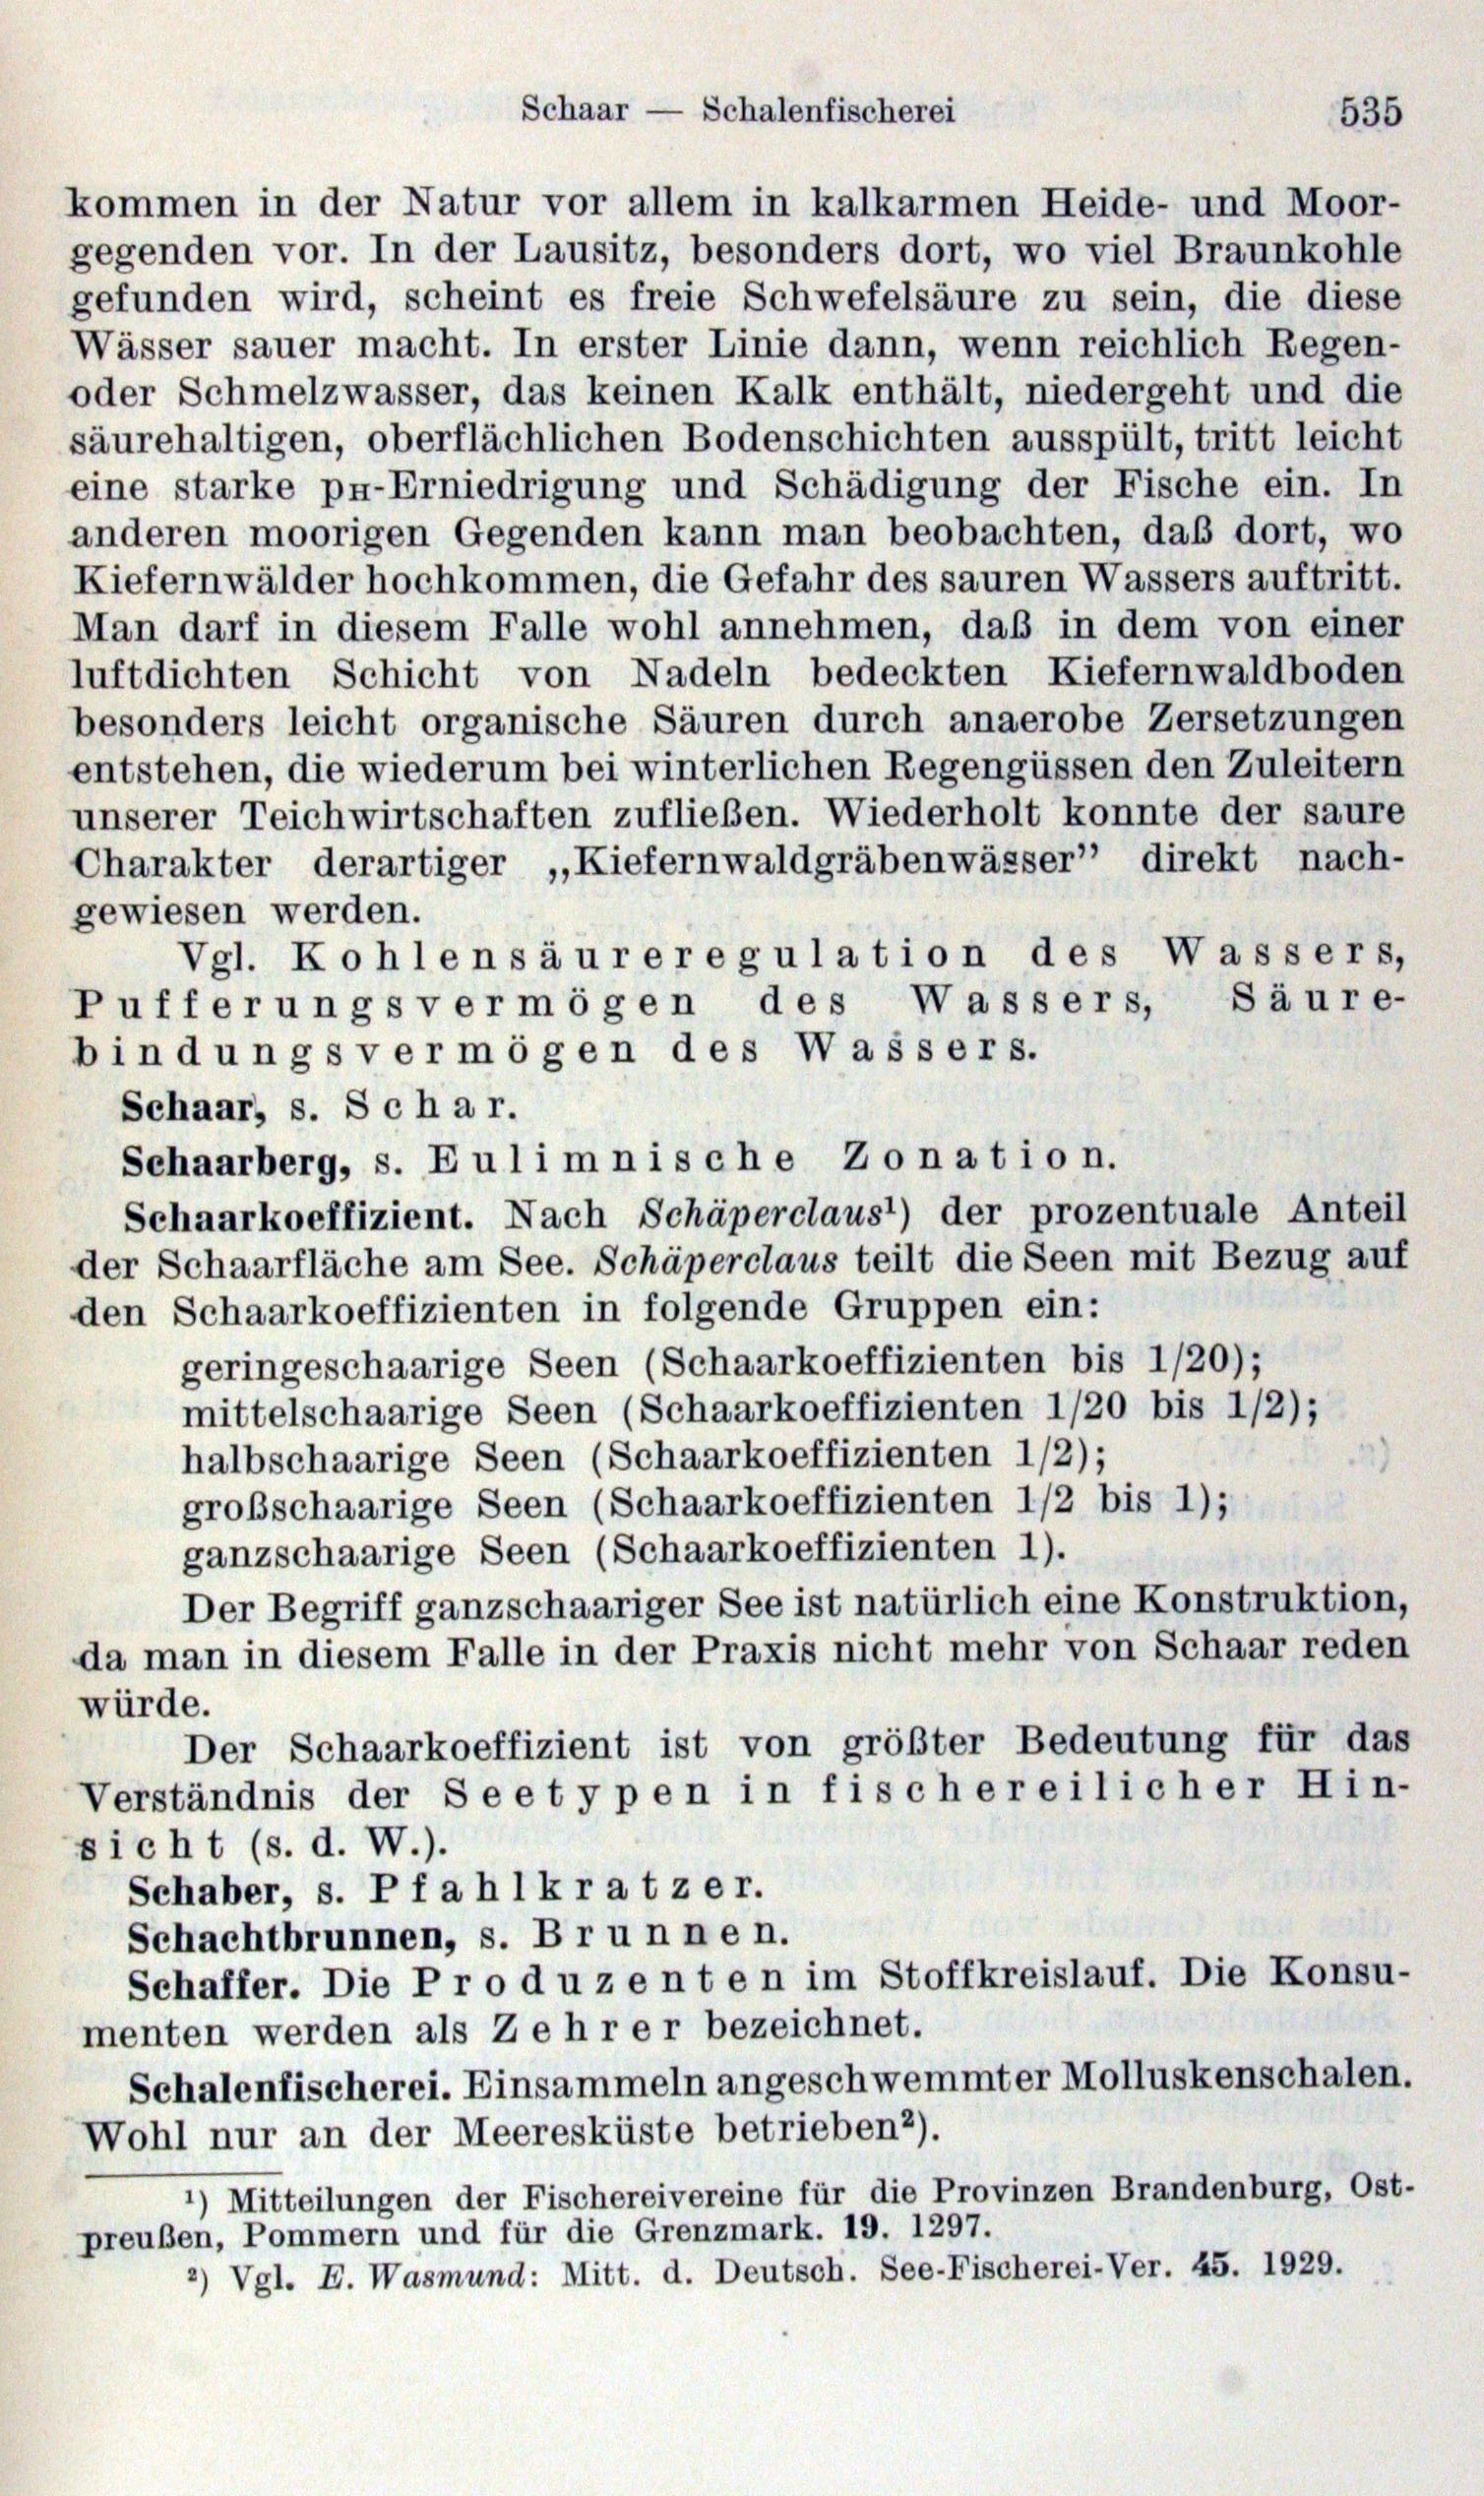 Schaar — Schalenfischerei 535
kommen in der Natur vor allem in kalkarmen Heide- und Moor-
gegenden vor. In der Lausitz, besonders dort, wo viel Braunkohle
gefunden wird, scheint es freie Schwefelsäure zu sein, die diese
Wässer sauer macht. In erster Linie dann, wenn reichlich Regen-
oder Schmelzwasser, das keinen Kalk enthält, niedergeht und die
säurehaltigen, oberflächlichen Bodenschichten ausspült, tritt leicht
eine starke pH-Erniedrigung und Schädigung der Fische ein. In
anderen moorigen Gegenden kann man beobachten, daß dort, wo
Kiefernwälder hochkommen, die Gefahr des sauren Wassers auftritt.
Man darf in diesem Falle wohl annehmen, daß in dem von einer
luftdichten Schicht von Nadeln bedeckten Kiefernwaldboden
besonders leicht organische Säuren durch anaerobe Zersetzungen
entstehen, die wiederum bei winterlichen Regengüssen den Zuleitern
unserer Teichwirtschaften zufließen. Wiederholt konnte der saure
Charakter derartiger „Kiefernwaldgräbenwässer” direkt nach-
gewiesen werden.
Vgl. Kohlensäureregulation des Wassers,
Pufferungsvermögen des Wassers, Säure-
bindungsvermögen des Wassers.
Schaar, s. Schar.
Schaarberg, s. Eulimnische Zonation.
Schaarkoeffizient. Nach Schäperclaus¹) der prozentuale Anteil
der Schaarfläche am See. Schäperclaus teilt die Seen mit Bezug auf
den Schaarkoeffizienten in folgende Gruppen ein:
geringeschaarige Seen (Schaarkoeffizienten bis 1/20);
mittelschaarige Seen (Schaarkoeffizienten 1/20 bis 1/2);
halbschaarige Seen (Schaarkoeffizienten 1/2);
großschaarige Seen (Schaarkoeffizienten 1/2 bis 1);
ganzschaarige Seen (Schaarkoeffizienten 1).
Der Begriff ganzschaariger See ist natürlich eine Konstruktion,
da man in diesem Falle in der Praxis nicht mehr von Schaar reden
würde.
Der Schaarkoeffizient ist von größter Bedeutung für das
Verständnis der Seetypen in fischereilicher Hin-
sicht (s. d. W.).
Schaber, s. Pfahlkratzer.
Schachtbrunnen, s. Brunnen.
Schaffer. Die Produzenten im Stoffkreislauf. Die Konsu-
menten werden als Zehrer bezeichnet.
Schalenfischerei. Einsammeln angeschwemmter Molluskenschalen.
Wohl nur an der Meeresküste betrieben²).
¹) Mitteilungen der Fischereivereine für die Provinzen Brandenburg, Ost-
preußen, Pommern und für die Grenzmark. 19. 1297.
²) Vgl. E. Wasmund: Mitt. d. Deutsch. See-Fischerei-Ver. 45. 1929.